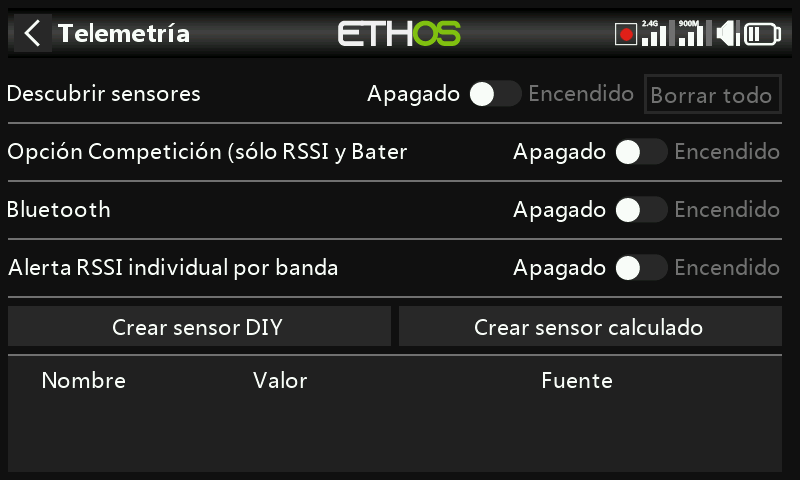 Telemetría ETHOS 2.4G 900M
Descubrir sensores Apagado Encendido Borrar todo
Opción Competición (sólo RSSI y Bater Apagado Encendido
Bluetooth Apagado Encendido
Alerta RSSI individual por banda Apagado Encendido
Crear sensor DIY Crear sensor calculado
Nombre Valor Fuente